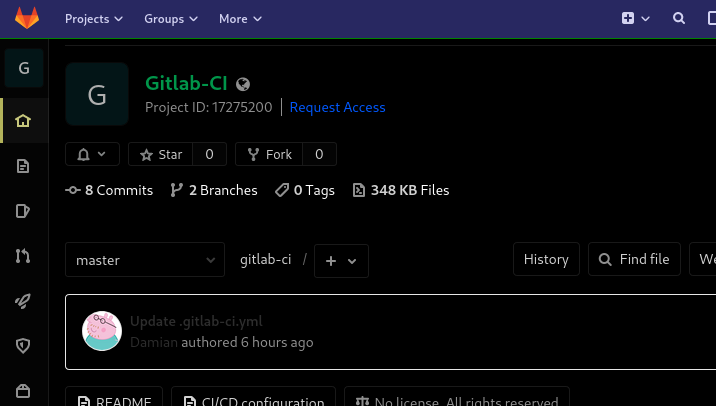 Projects Groups More
G
G
Gitlab-CI
Project ID: 17275200 | Request Access
Star 0 Fork 0
8 Commits 2 Branches 0 Tags 348 KB Files
master gitlab-ci / + History Find file We
Update .gitlab-ci.yml
Damian authored 6 hours ago
README CI/CD configuration No license. All rights reserved